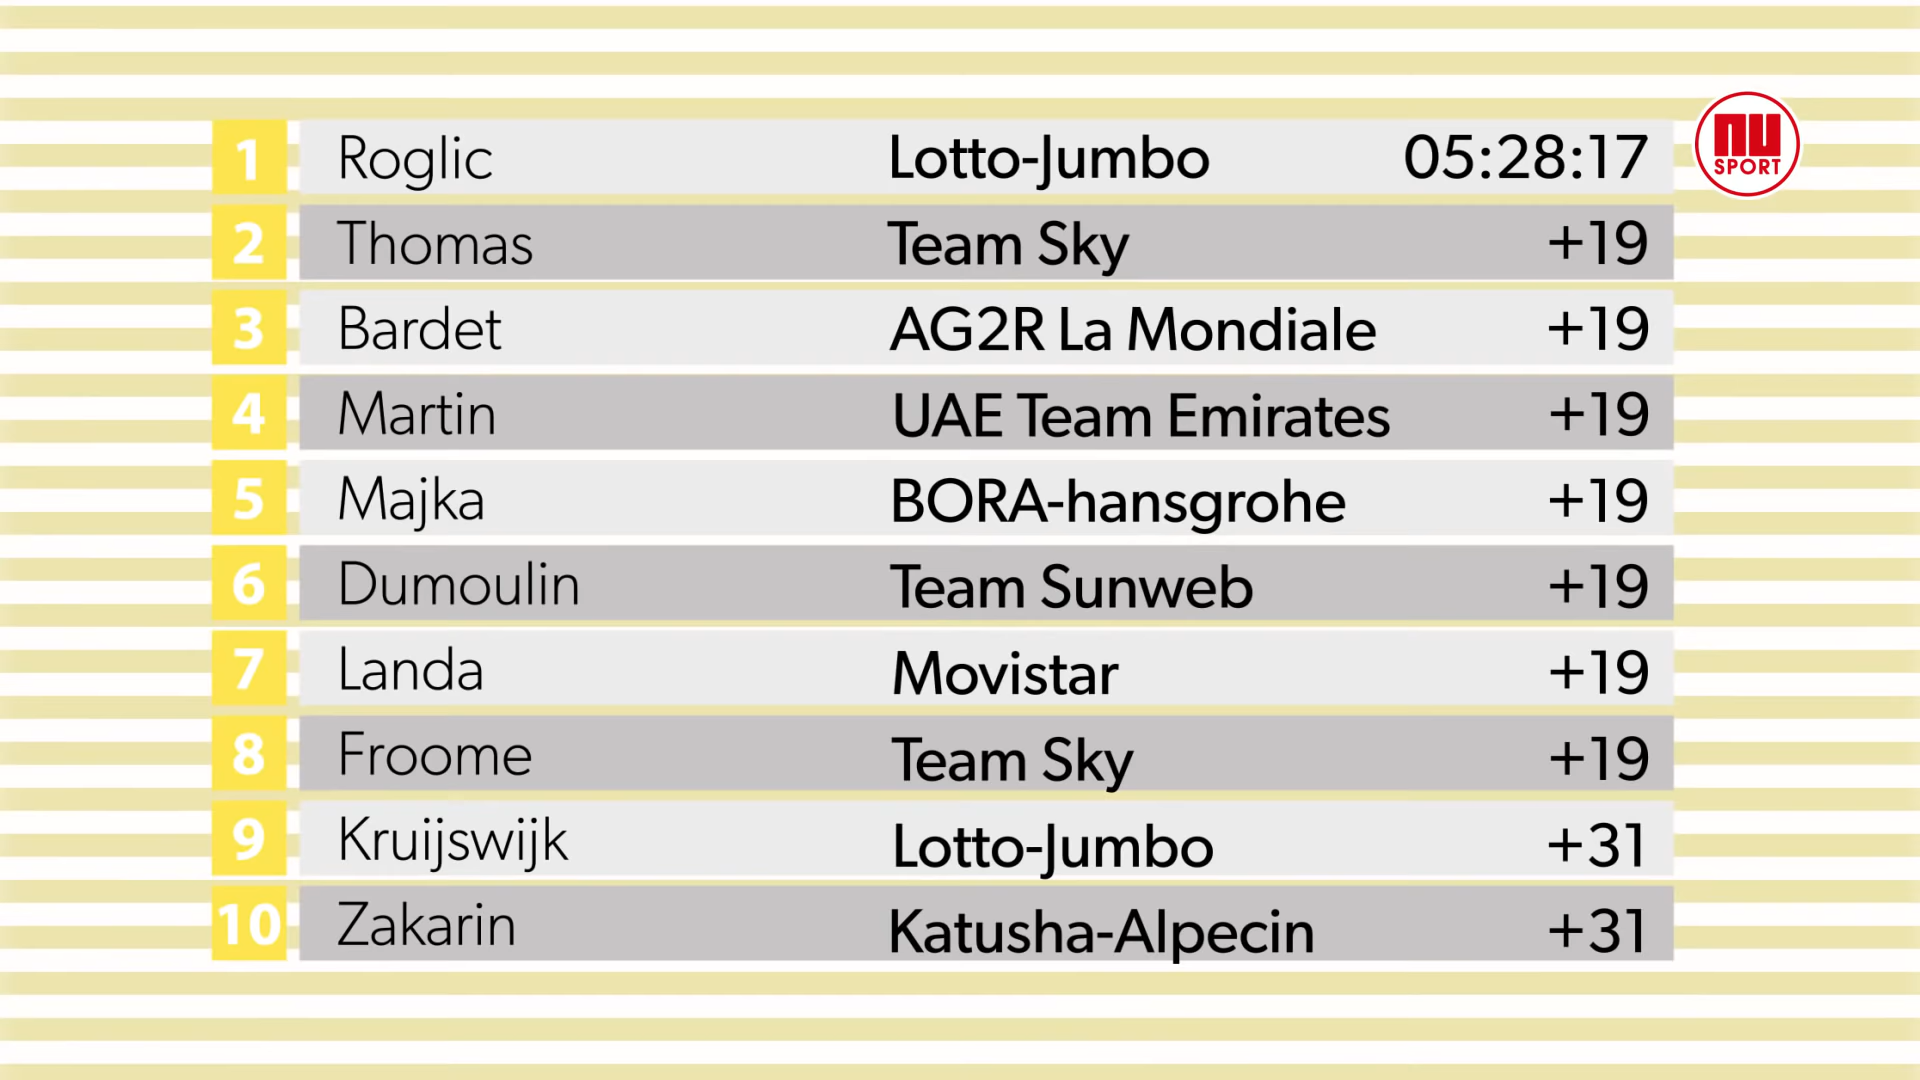 1 Roglic Lotto-Jumbo 05:28:17
NU
SPORT
2 Thomas Team Sky +19
3 Bardet AG2R La Mondiale +19
4 Martin UAE Team Emirates +19
5 Majka BORA-hansgrohe +19
6 Dumoulin Team Sunweb +19
7 Landa Movistar +19
8 Froome Team Sky +19
9 Kruijswijk Lotto-Jumbo +31
10 Zakarin Katusha-Alpecin +31